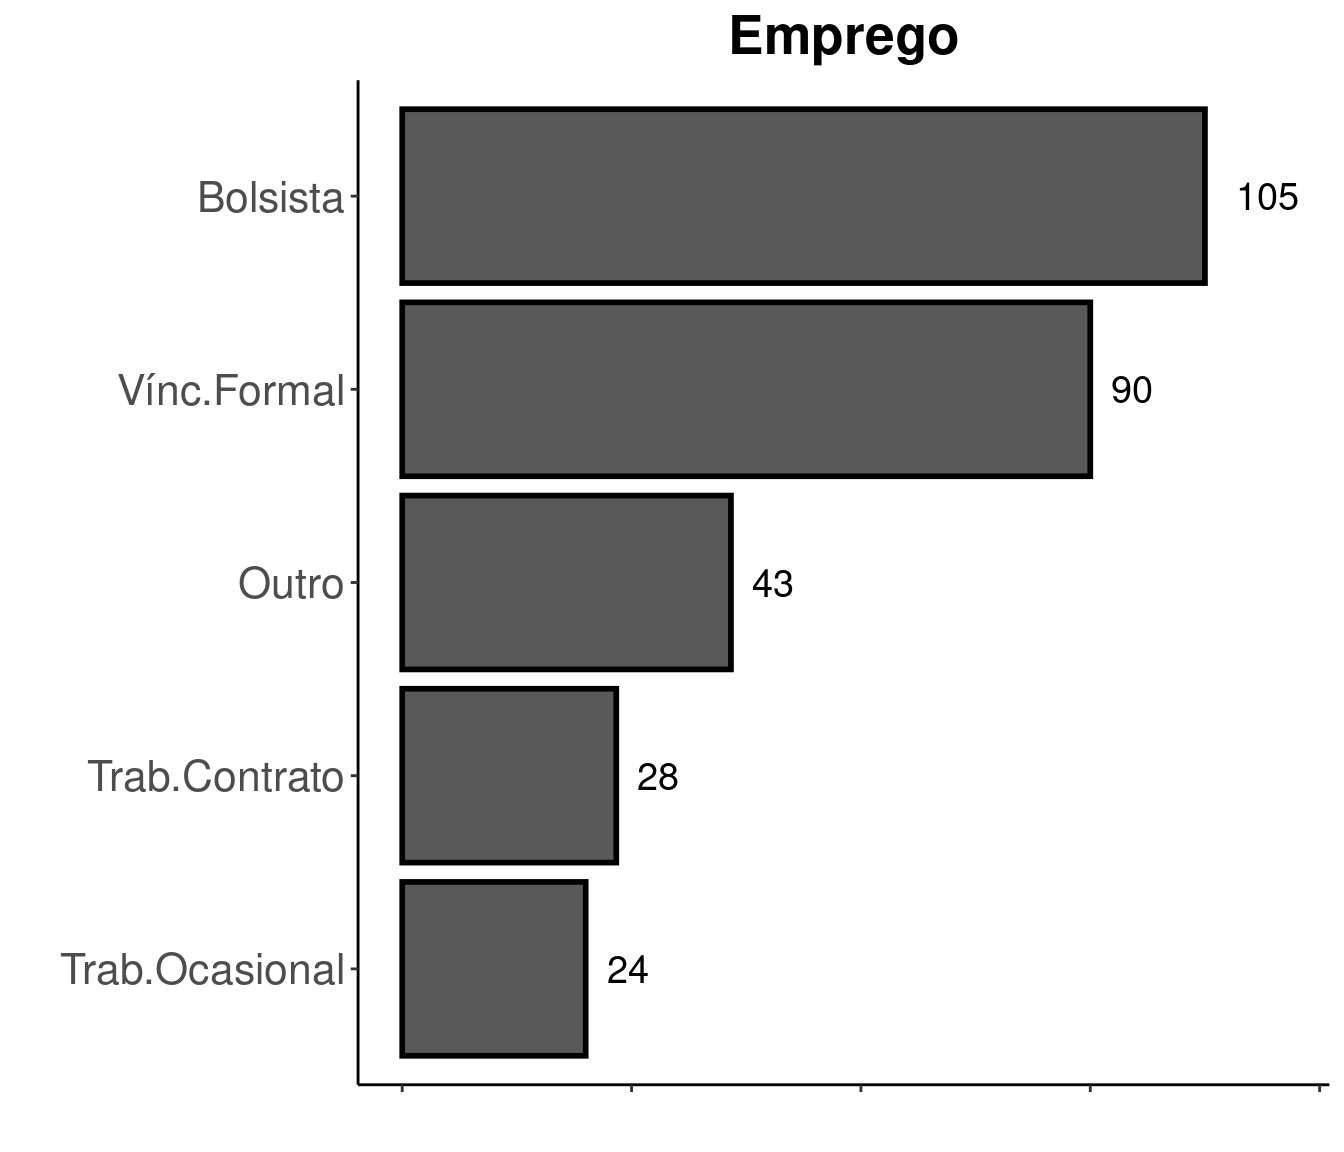 Emprego
Bolsista
105
Vínc.Formal
90
Outro
43
Trab.Contrato
28
Trab.Ocasional
24